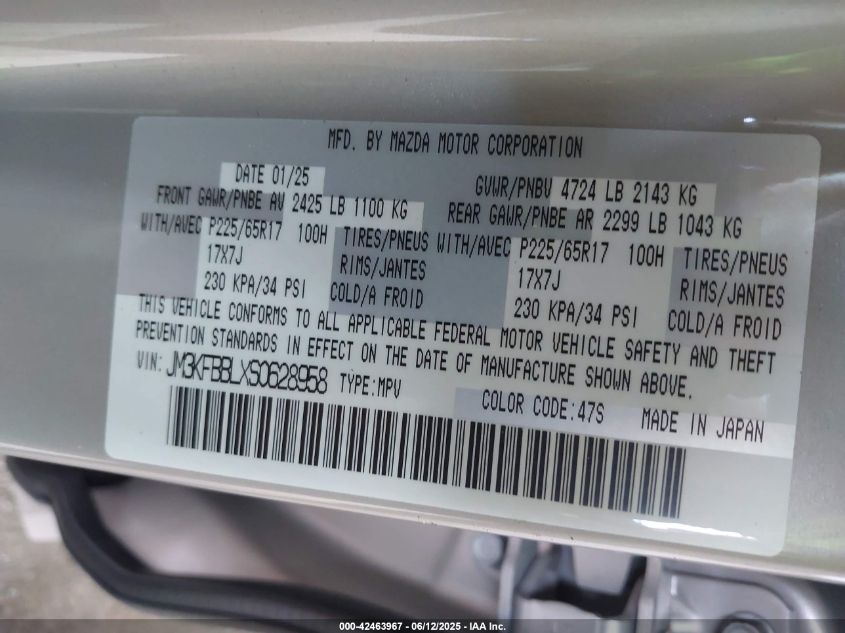 MFD. BY MAZDA MOTOR CORPORATION
DATE 01/25 GVWR/PNBV 4724 LB 2143 KG
FRONT GAWR/PNBE AV 2425 LB 1100 KG REAR GAWR/PNBE AR 2299 LB 1043 KG
WITH/AVEC P225/65R17 100H TIRES/PNEUS WITH/AVEC P225/65R17 100H TIRES/PNEUS
17X7J RIMS/JANTES 17X7J RIMS/JANTES
230 KPA/34 PSI COLD/A FROID 230 KPA/34 PSI COLD/A FROID
THIS VEHICLE CONFORMS TO ALL APPLICABLE FEDERAL MOTOR VEHICLE SAFETY AND THEFT
PREVENTION STANDARDS IN EFFECT ON THE DATE OF MANUFACTURE SHOWN ABOVE.
VIN: JM3KFBBLXS0628958 TYPE:MPV
COLOR CODE:47S MADE IN JAPAN
000-42463967 - 06/12/2025 - IAA Inc.